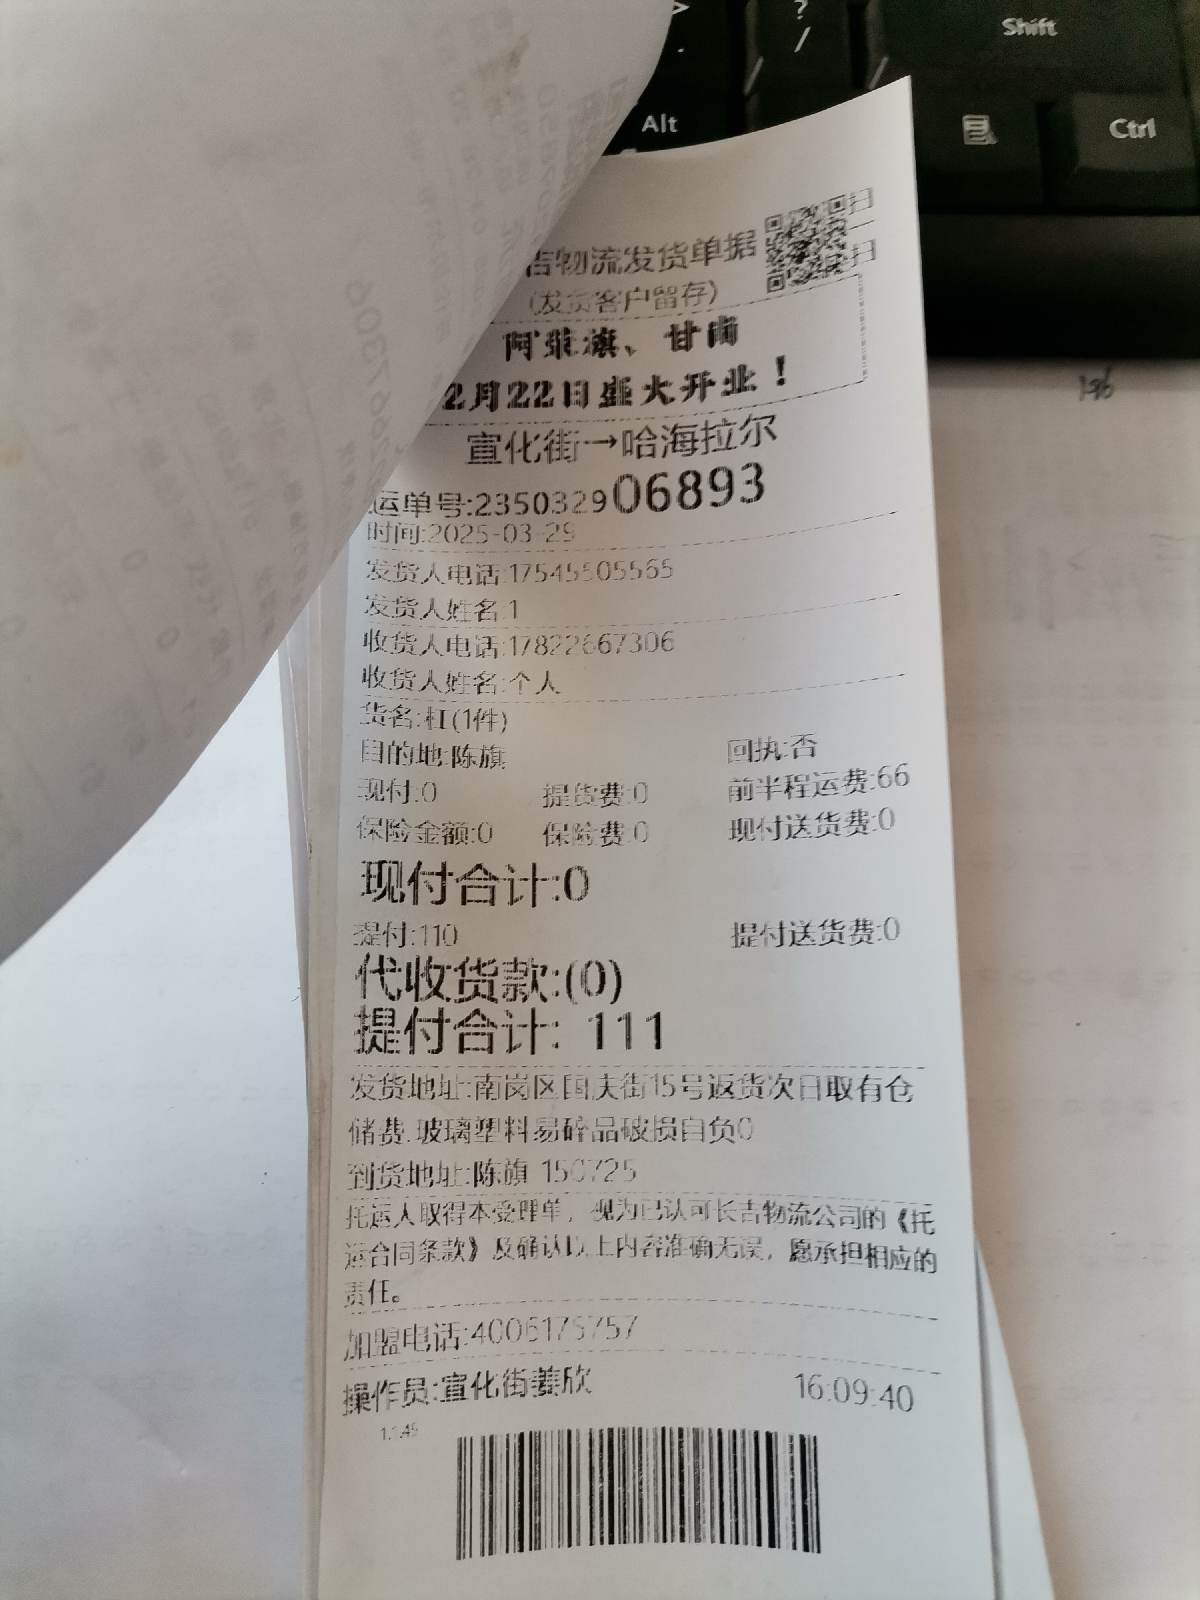 Shift
Alt
Ctrl
吉物流发货单据
(发货客户留存)
阿荣旗、甘南
2月22日盛大开业！
宣化街→哈海拉尔
运单号:235032906893
时间:2025-03-29
发货人电话:17545505565
发货人姓名:1
收货人电话:17822667306
收货人姓名:个人
货名:杠(1件)
目的地:陈旗 回执:否
现付:0 提货费:0 前半程运费:66
保险金额:0 保险费:0 现付送货费:0
现付合计:0
提付:110 提付送货费:0
代收货款:(0)
提付合计: 111
发货地址:南岗区国庆街15号返货次日取有仓
储费.玻璃塑料易碎品破损自负0
到货地址:陈旗 150725
托运人取得本受理单，视为已认可长吉物流公司的《托
运合同条款》及确认以上内容准确无误，愿承担相应的
责任。
加盟电话:4006175757
操作员:宣化街姜欣 16:09:40